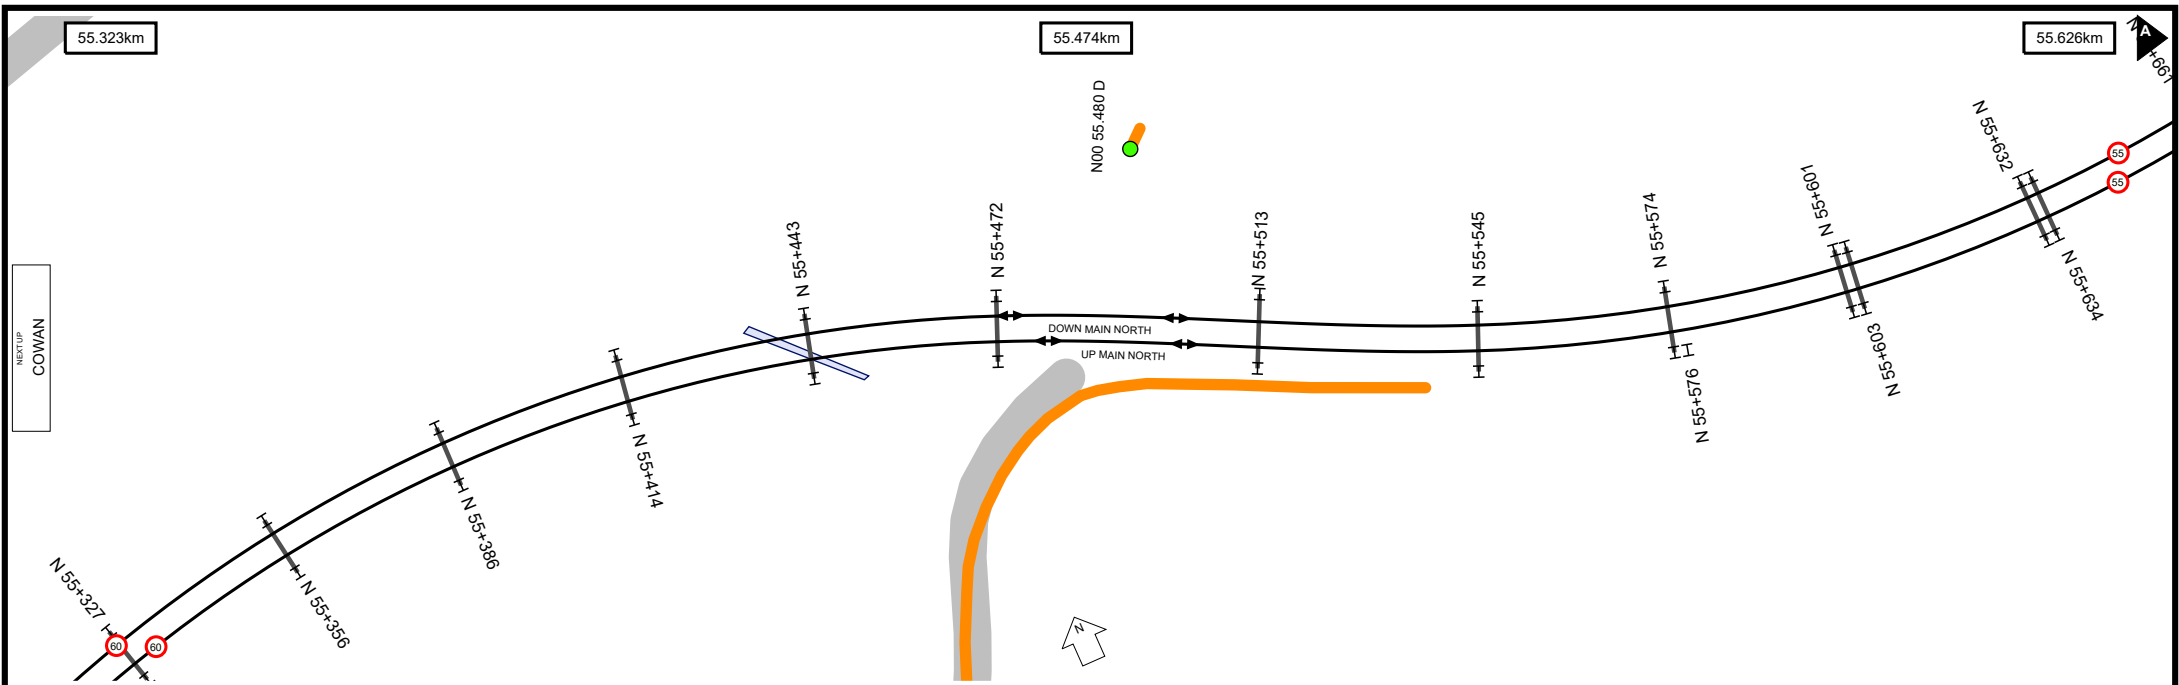 55.323km
55.474km
55.626km
A
N00 55.480 D
N 55+632
N 55+601
N 55+574
N 55+545
N 55+513
N 55+472
N 55+443
55
55
DOWN MAIN NORTH
UP MAIN NORTH
N 55+634
N 55+603
N 55+576
N 55+414
N 55+386
N 55+356
N 55+327
NEXT UP
COWAN
60
60
N